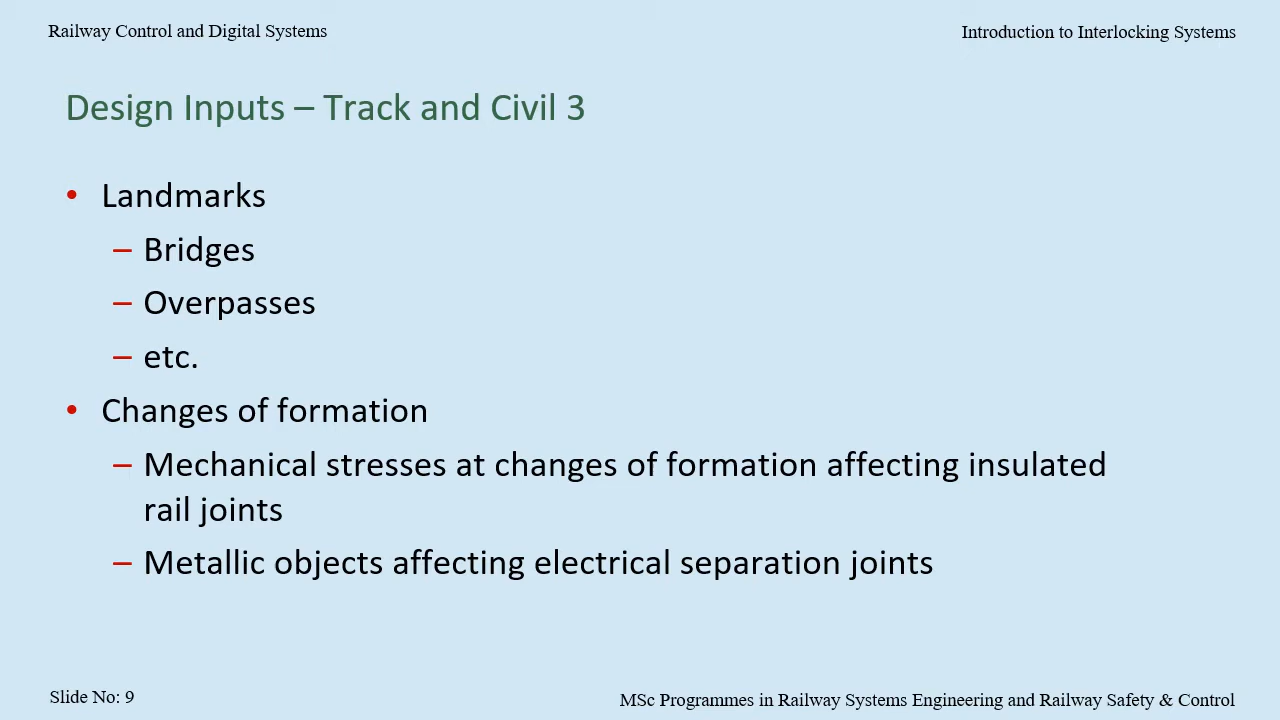 Railway Control and Digital Systems
Introduction to Interlocking Systems
Design Inputs – Track and Civil 3
• Landmarks
– Bridges
– Overpasses
– etc.
• Changes of formation
– Mechanical stresses at changes of formation affecting insulated
rail joints
– Metallic objects affecting electrical separation joints
Slide No: 9
MSc Programmes in Railway Systems Engineering and Railway Safety & Control